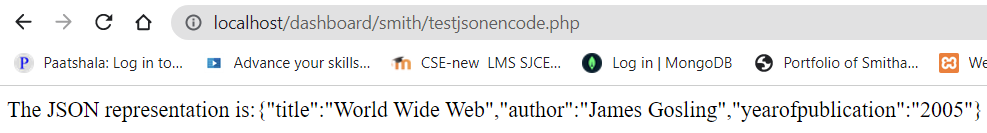 localhost/dashboard/smith/testjsonencode.php
Paatshala: Log in to... Advance your skills... CSE-new LMS SJCE... Log in | MongoDB Portfolio of Smitha... We
The JSON representation is:{"title":"World Wide Web","author":"James Gosling","yearofpublication":"2005"}